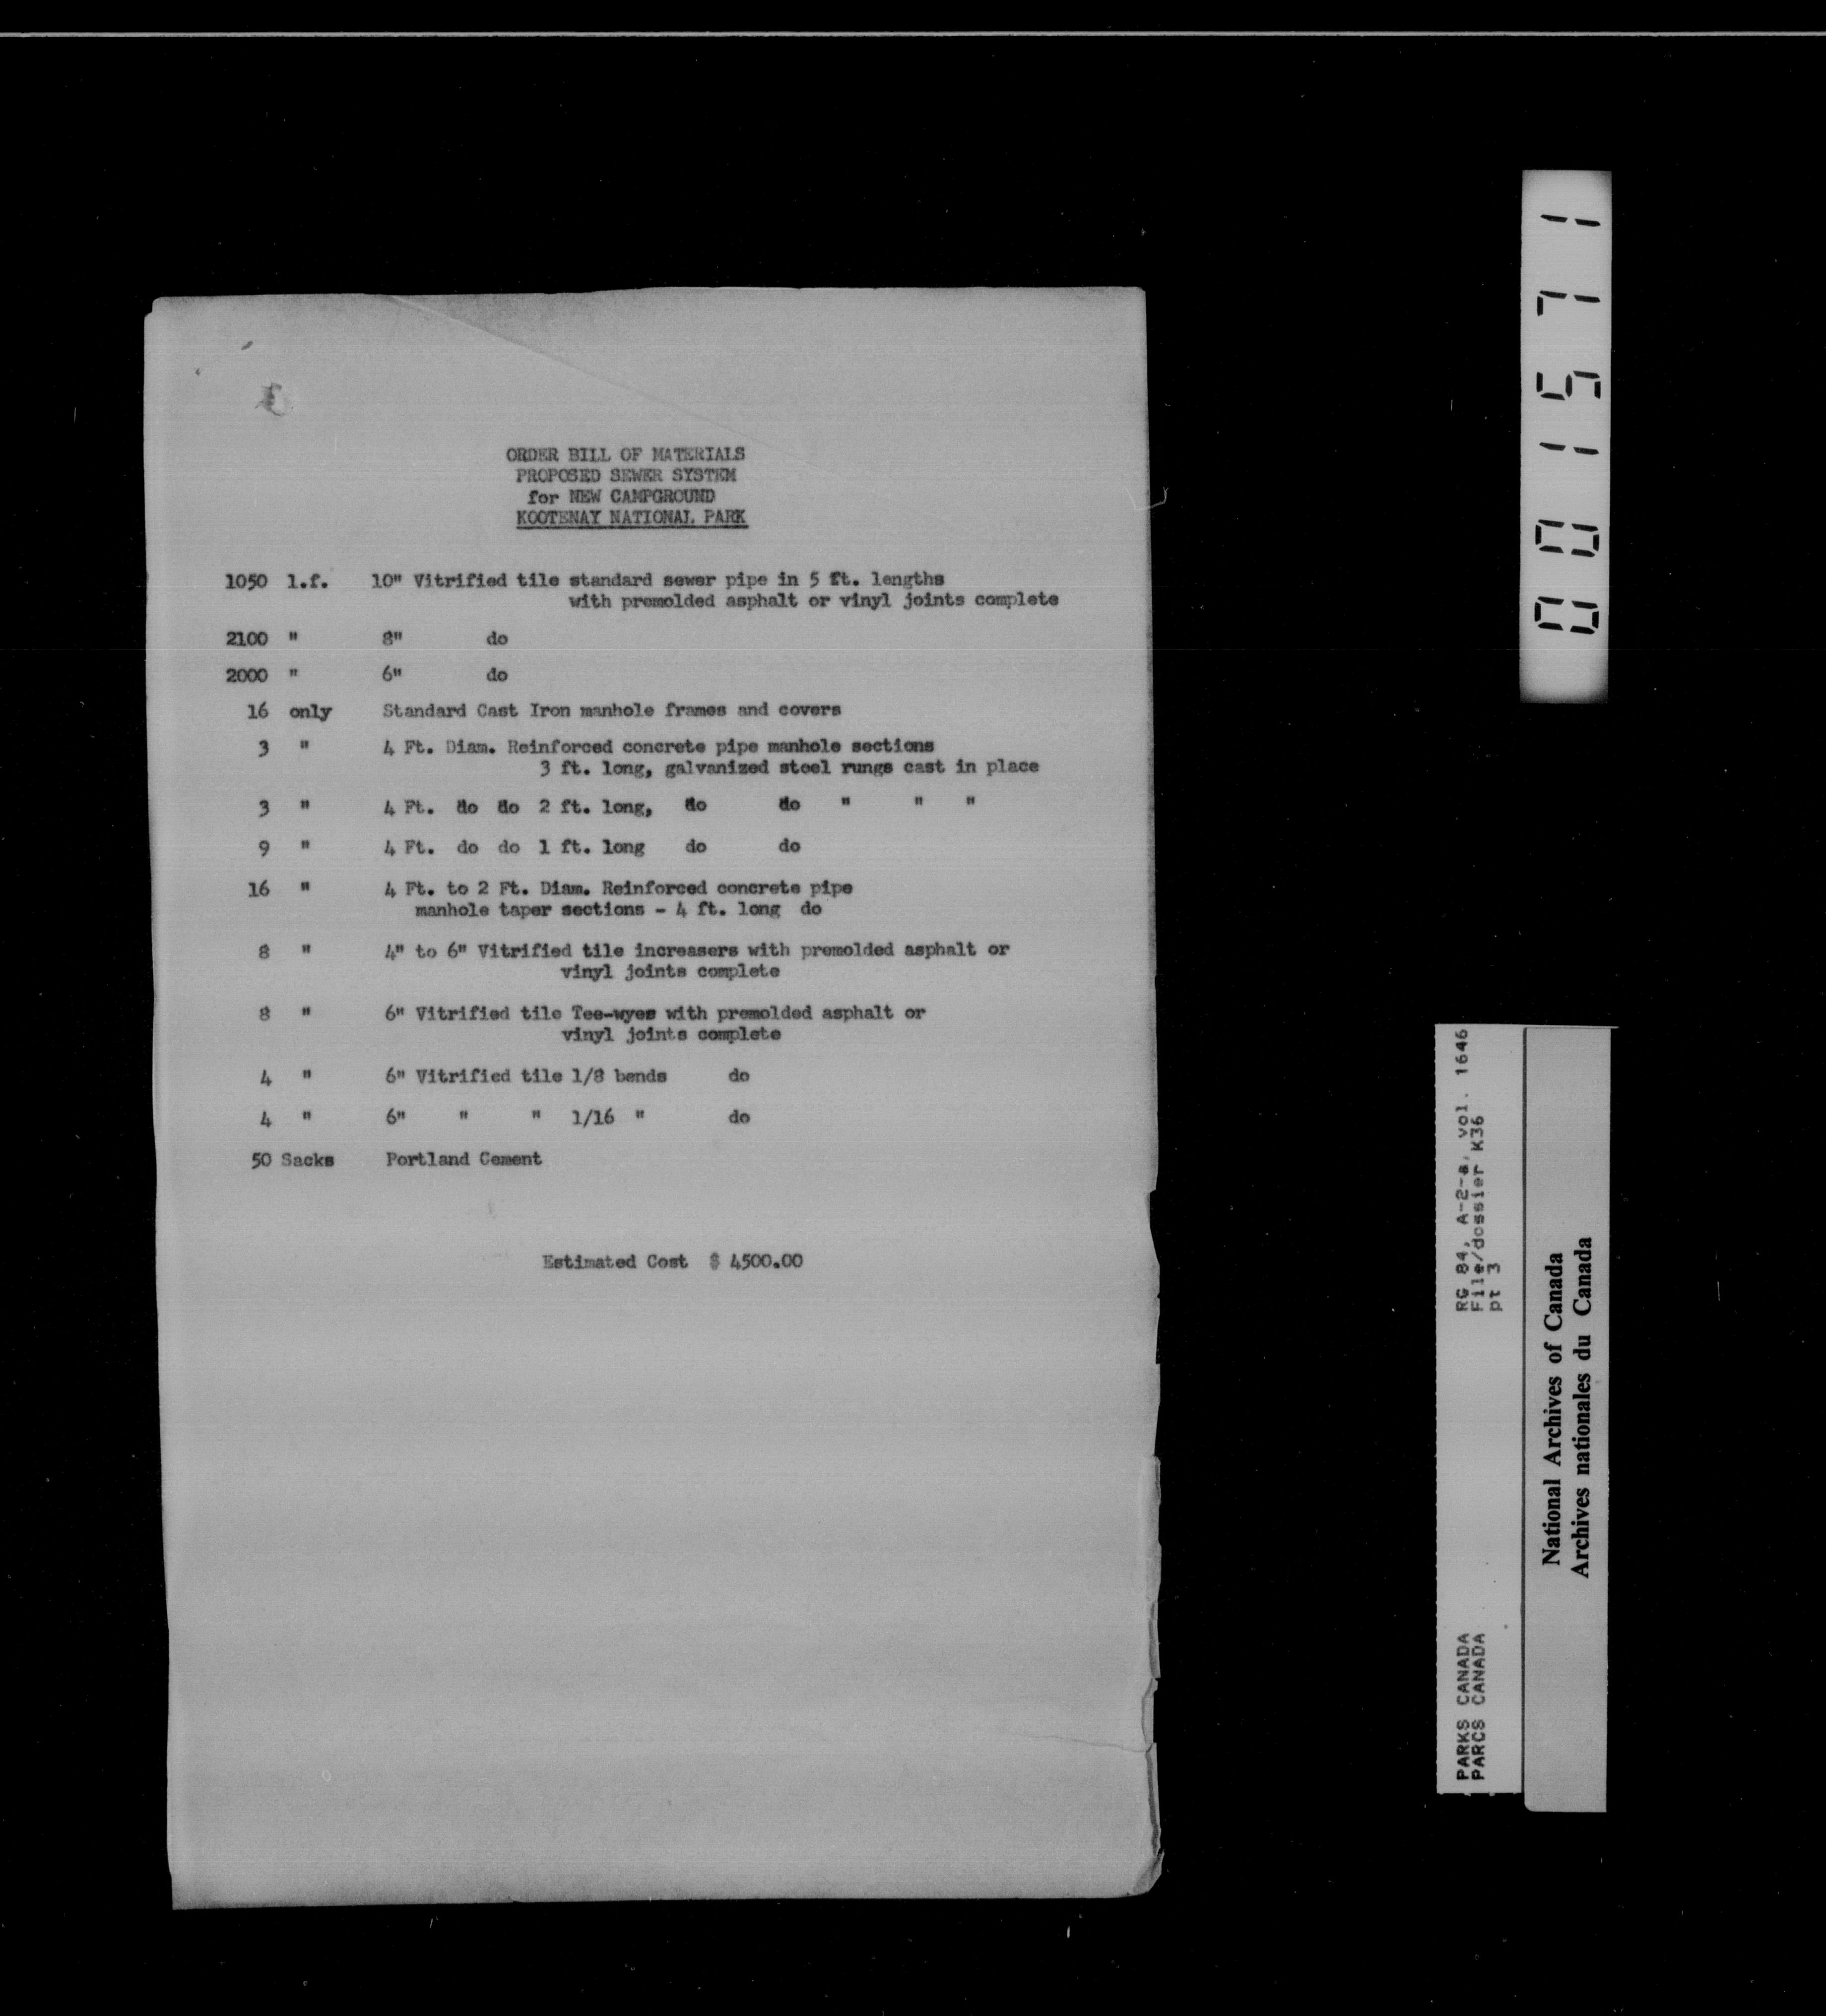 ORDER BILL OF MATERIALS
PROPOSED SEWER SYSTEM
for NEW CAMPGROUND
KOOTENAY NATIONAL PARK
1050 l.f. 10" Vitrified tile standard sewer pipe in 5 ft. lengths
with premolded asphalt or vinyl joints complete
2100 " 8" do
2000 " 6" do
16 only Standard Cast Iron manhole frames and covers
3 " 4 Ft. Diam. Reinforced concrete pipe manhole sections
3 ft. long, galvanized steel rungs cast in place
3 " 4 Ft. do do 2 ft. long, do do " " "
9 " 4 Ft. do do 1 ft. long do do
16 " 4 Ft. to 2 Ft. Diam. Reinforced concrete pipe
manhole taper sections - 4 ft. long do
8 " 4" to 6" Vitrified tile increasers with premolded asphalt or
vinyl joints complete
8 " 6" Vitrified tile Tee-wyes with premolded asphalt or
vinyl joints complete
4 " 6" Vitrified tile 1/8 bends do
4 " 6" " " 1/16 " do
50 Sacks Portland Cement
Estimated Cost $ 4500.00
001571
PARKS CANADA RG 84, A-2-a, vol. 1646
PARCS CANADA File/dossier K36
pt 3
National Archives of Canada
Archives nationales du Canada